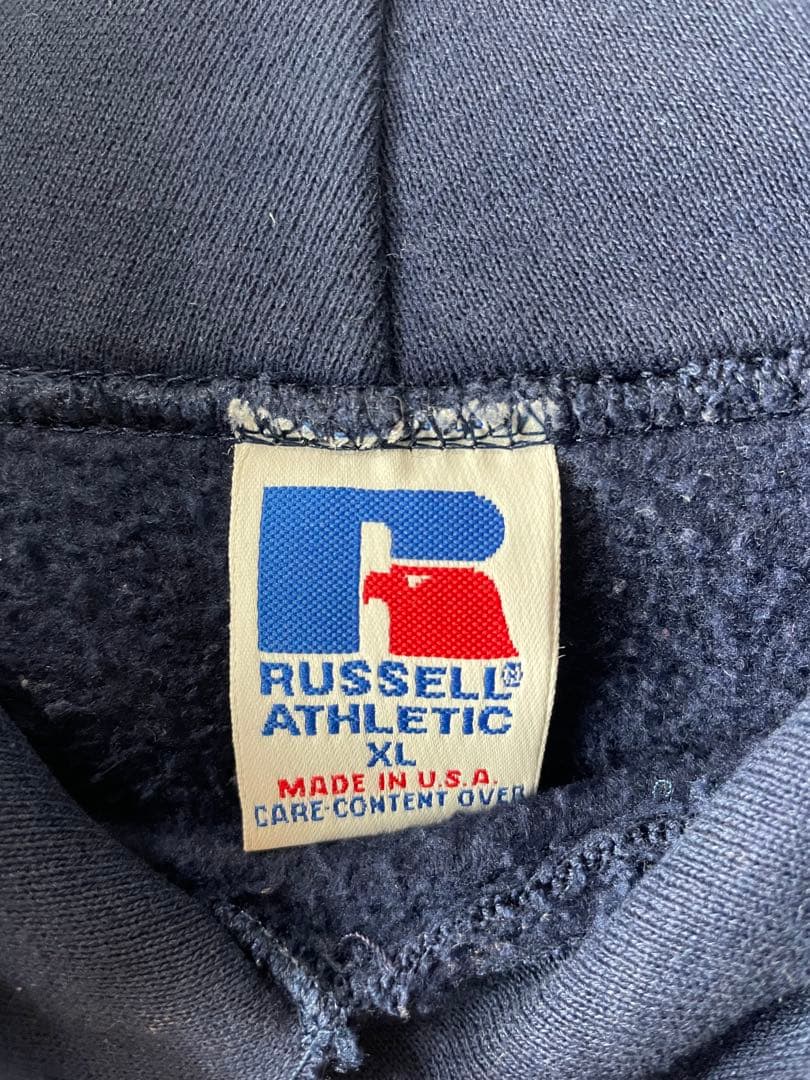 RUSSELL®
ATHLETIC
XL
MADE IN U.S.A.
CARE-CONTENT OVER